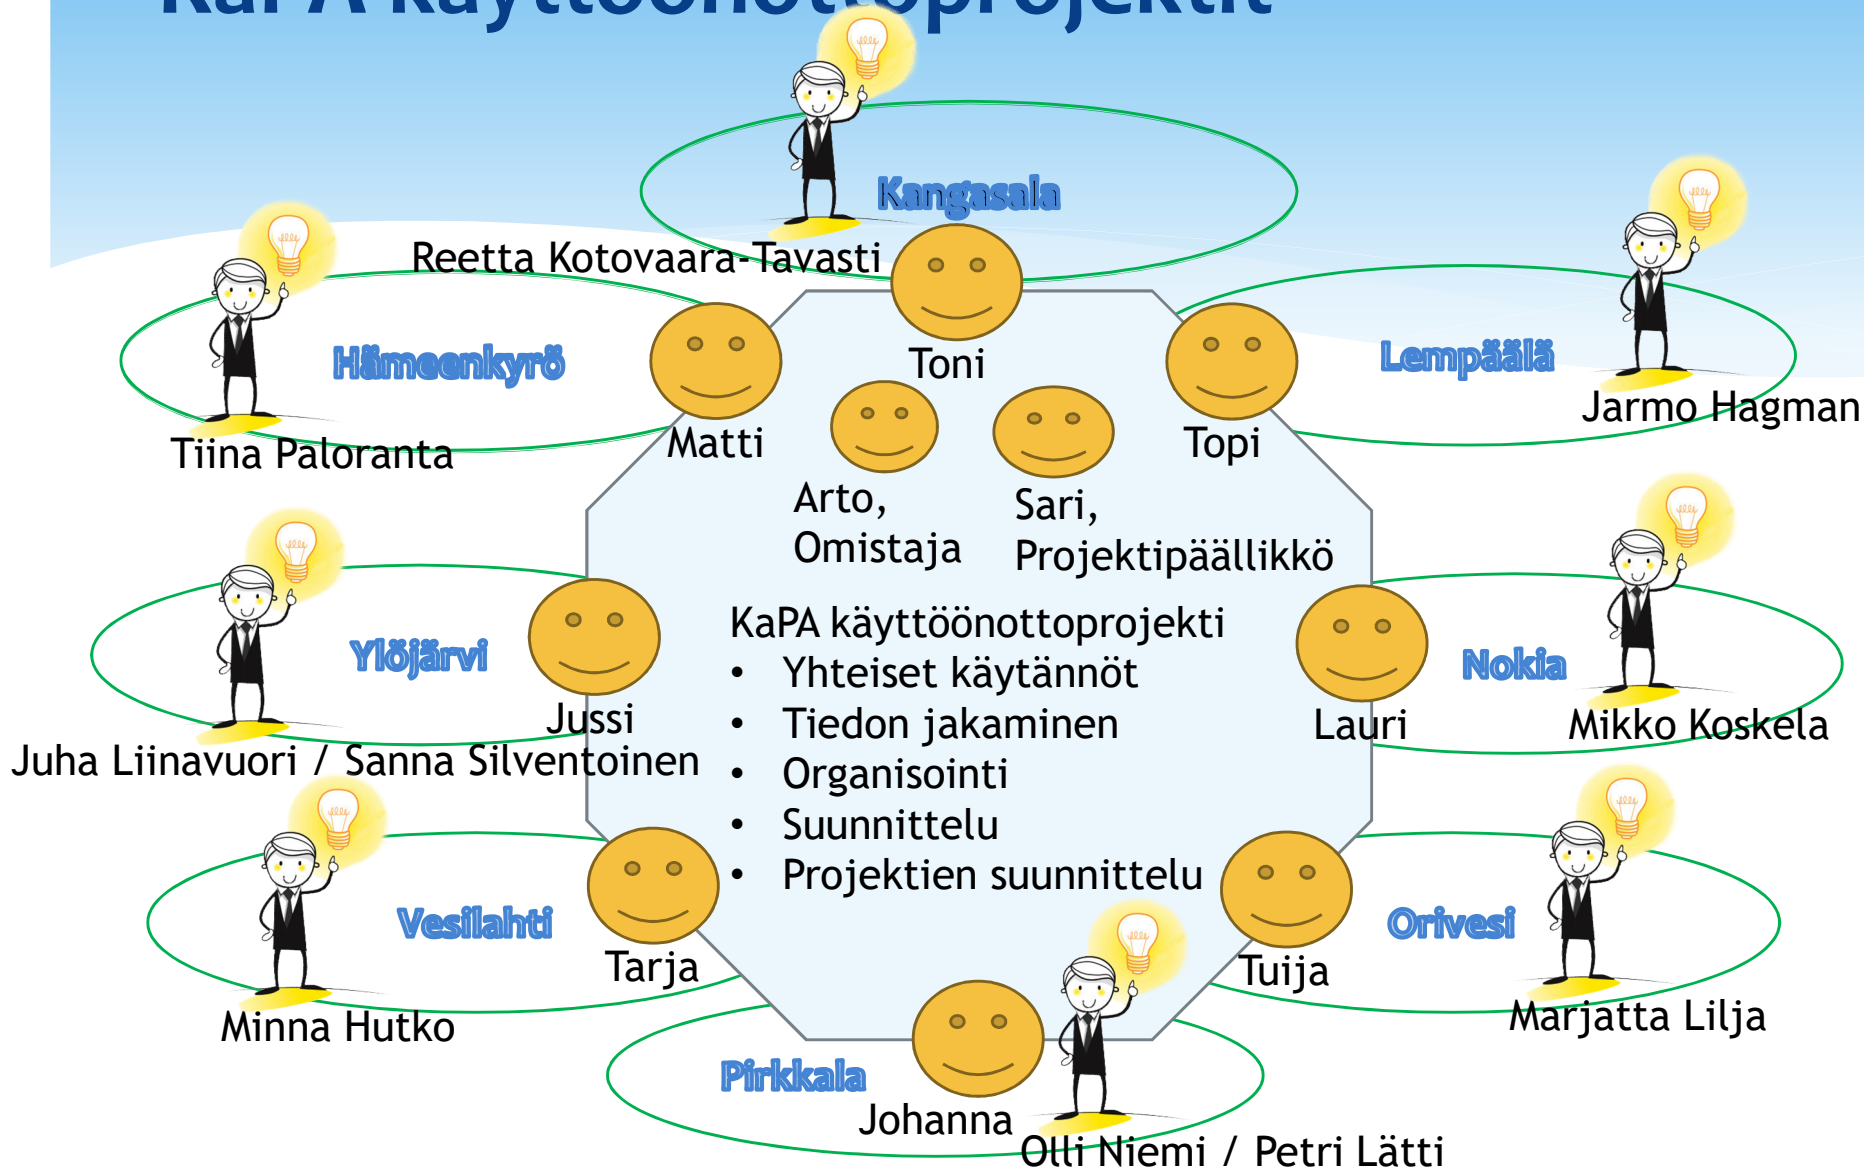 KaPA käyttöönottoprojektit
Kangasala
Reetta Kotovaara-Tavasti
Toni
Hämeenkyrö
Matti
Tiina Paloranta
Lempäälä
Topi
Jarmo Hagman
Arto,
Omistaja
Sari,
Projektipäällikkö
Ylöjärvi
Jussi
Juha Liinavuori / Sanna Silventoinen
KaPA käyttöönottoprojekti
• Yhteiset käytännöt
• Tiedon jakaminen
• Organisointi
• Suunnittelu
• Projektien suunnittelu
Nokia
Lauri
Mikko Koskela
Vesilahti
Tarja
Minna Hutko
Orivesi
Tuija
Marjatta Lilja
Pirkkala
Johanna
Olli Niemi / Petri Lätti